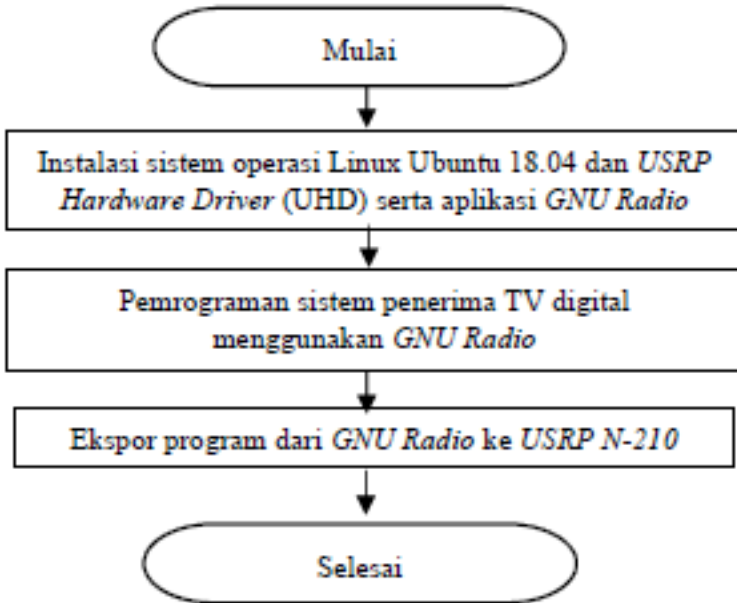 Mulai
Instalasi sistem operasi Linux Ubuntu 18.04 dan USRP
Hardware Driver (UHD) serta aplikasi GNU Radio
Pemrograman sistem penerima TV digital
menggunakan GNU Radio
Ekspor program dari GNU Radio ke USRP N-210
Selesai